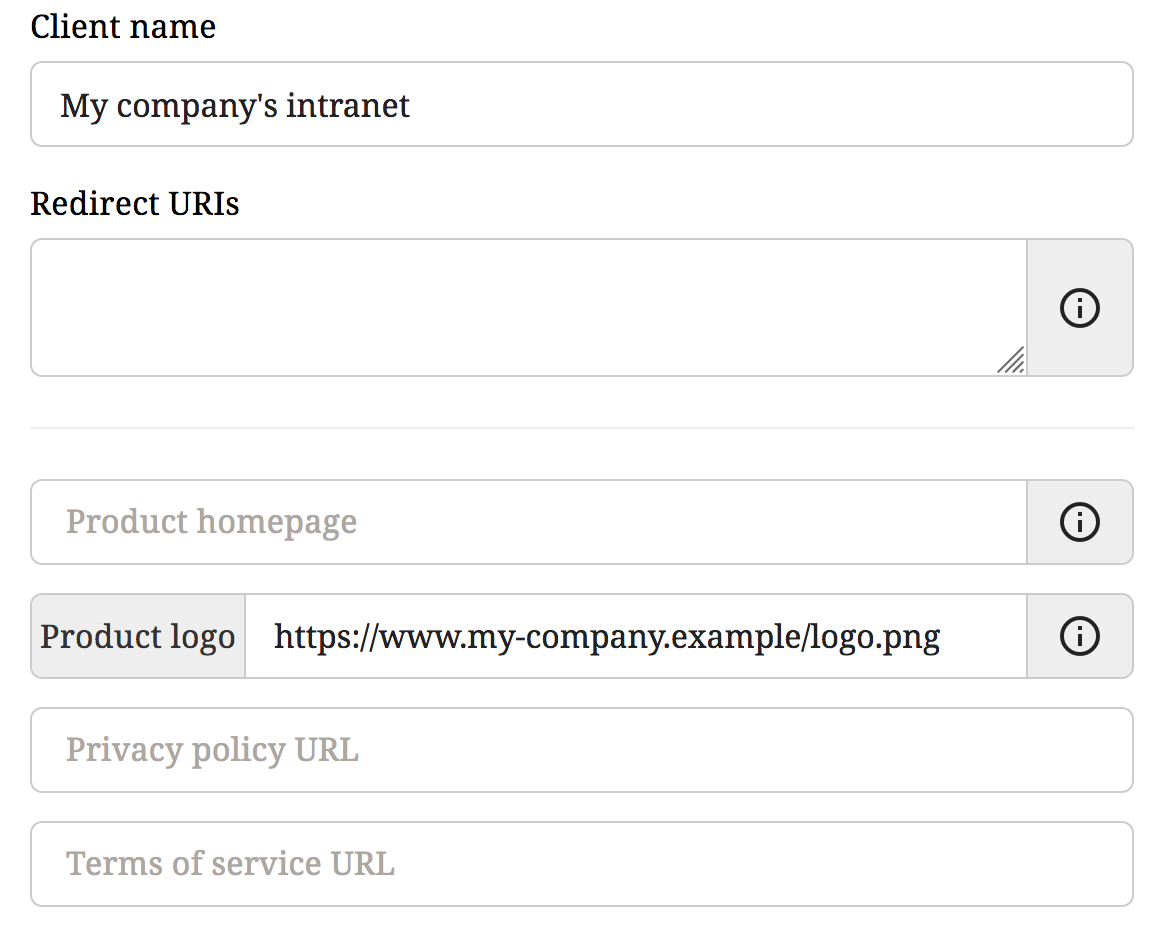 Client name
My company's intranet
Redirect URIs
Product homepage
Product logo https://www.my-company.example/logo.png
Privacy policy URL
Terms of service URL